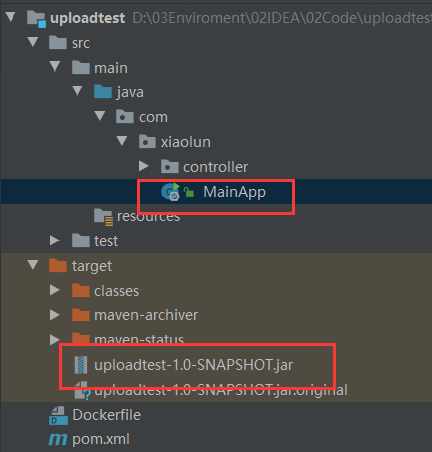 uploadtest D:\03Enviroment\02IDEA\02Code\uploadtest
src
main
java
com
xiaolun
controller
MainApp
resources
test
target
classes
maven-archiver
maven-status
uploadtest-1.0-SNAPSHOT.jar
uploadtest-1.0-SNAPSHOT.jar.original
Dockerfile
pom.xml